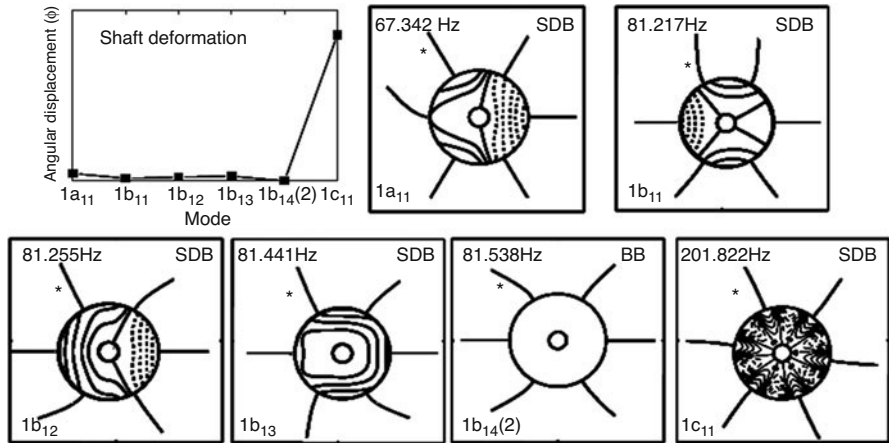 Angular displacement (ϕ)
Shaft deformation
1a₁₁ 1b₁₁ 1b₁₂ 1b₁₃ 1b₁₄(2) 1c₁₁
Mode
67.342 Hz SDB
*
1a₁₁
81.217Hz SDB
*
1b₁₁
81.255Hz SDB
*
1b₁₂
81.441Hz SDB
*
1b₁₃
81.538Hz BB
*
1b₁₄(2)
201.822Hz SDB
*
1c₁₁